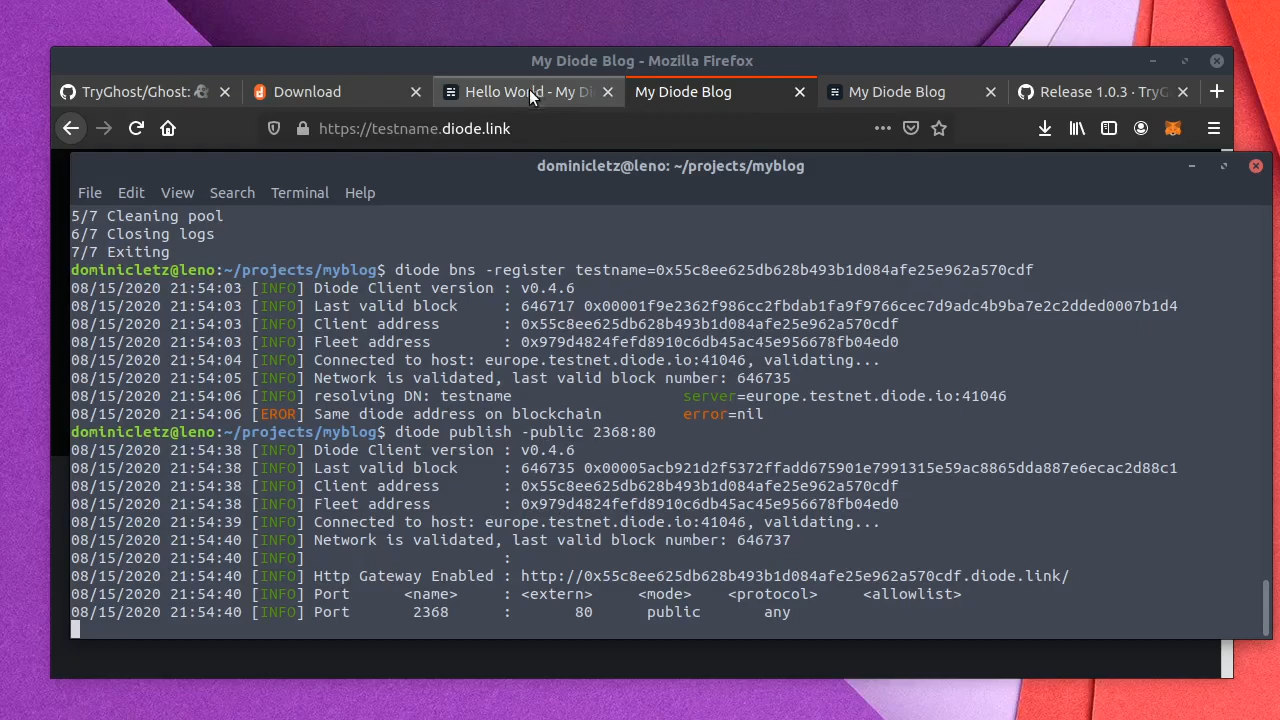 My Diode Blog - Mozilla Firefox
TryGhost/Ghost:
Download
Hello World - My Di
My Diode Blog
My Diode Blog
Release 1.0.3 · TryG
https://testname.diode.link
dominicletz@leno: ~/projects/myblog
File Edit View Search Terminal Help
5/7 Cleaning pool
6/7 Closing logs
7/7 Exiting
dominicletz@leno:~/projects/myblog$ diode bns -register testname=0x55c8ee625db628b493b1d084afe25e962a570cdf
08/15/2020 21:54:03 [INFO] Diode Client version : v0.4.6
08/15/2020 21:54:03 [INFO] Last valid block : 646717 0x00001f9e2362f986cc2fbdab1fa9f9766cec7d9adc4b9ba7e2c2dded0007b1d4
08/15/2020 21:54:03 [INFO] Client address : 0x55c8ee625db628b493b1d084afe25e962a570cdf
08/15/2020 21:54:03 [INFO] Fleet address : 0x979d4824fefd8910c6db45ac45e956678fb04ed0
08/15/2020 21:54:04 [INFO] Connected to host: europe.testnet.diode.io:41046, validating...
08/15/2020 21:54:05 [INFO] Network is validated, last valid block number: 646735
08/15/2020 21:54:06 [INFO] resolving DN: testname server=europe.testnet.diode.io:41046
08/15/2020 21:54:06 [EROR] Same diode address on blockchain error=nil
dominicletz@leno:~/projects/myblog$ diode publish -public 2368:80
08/15/2020 21:54:38 [INFO] Diode Client version : v0.4.6
08/15/2020 21:54:38 [INFO] Last valid block : 646735 0x00005acb921d2f5372ffadd675901e7991315e59ac8865dda887e6ecac2d88c1
08/15/2020 21:54:38 [INFO] Client address : 0x55c8ee625db628b493b1d084afe25e962a570cdf
08/15/2020 21:54:38 [INFO] Fleet address : 0x979d4824fefd8910c6db45ac45e956678fb04ed0
08/15/2020 21:54:39 [INFO] Connected to host: europe.testnet.diode.io:41046, validating...
08/15/2020 21:54:40 [INFO] Network is validated, last valid block number: 646737
08/15/2020 21:54:40 [INFO] :
08/15/2020 21:54:40 [INFO] Http Gateway Enabled : http://0x55c8ee625db628b493b1d084afe25e962a570cdf.diode.link/
08/15/2020 21:54:40 [INFO] Port <name> : <extern> <mode> <protocol> <allowlist>
08/15/2020 21:54:40 [INFO] Port 2368 : 80 public any